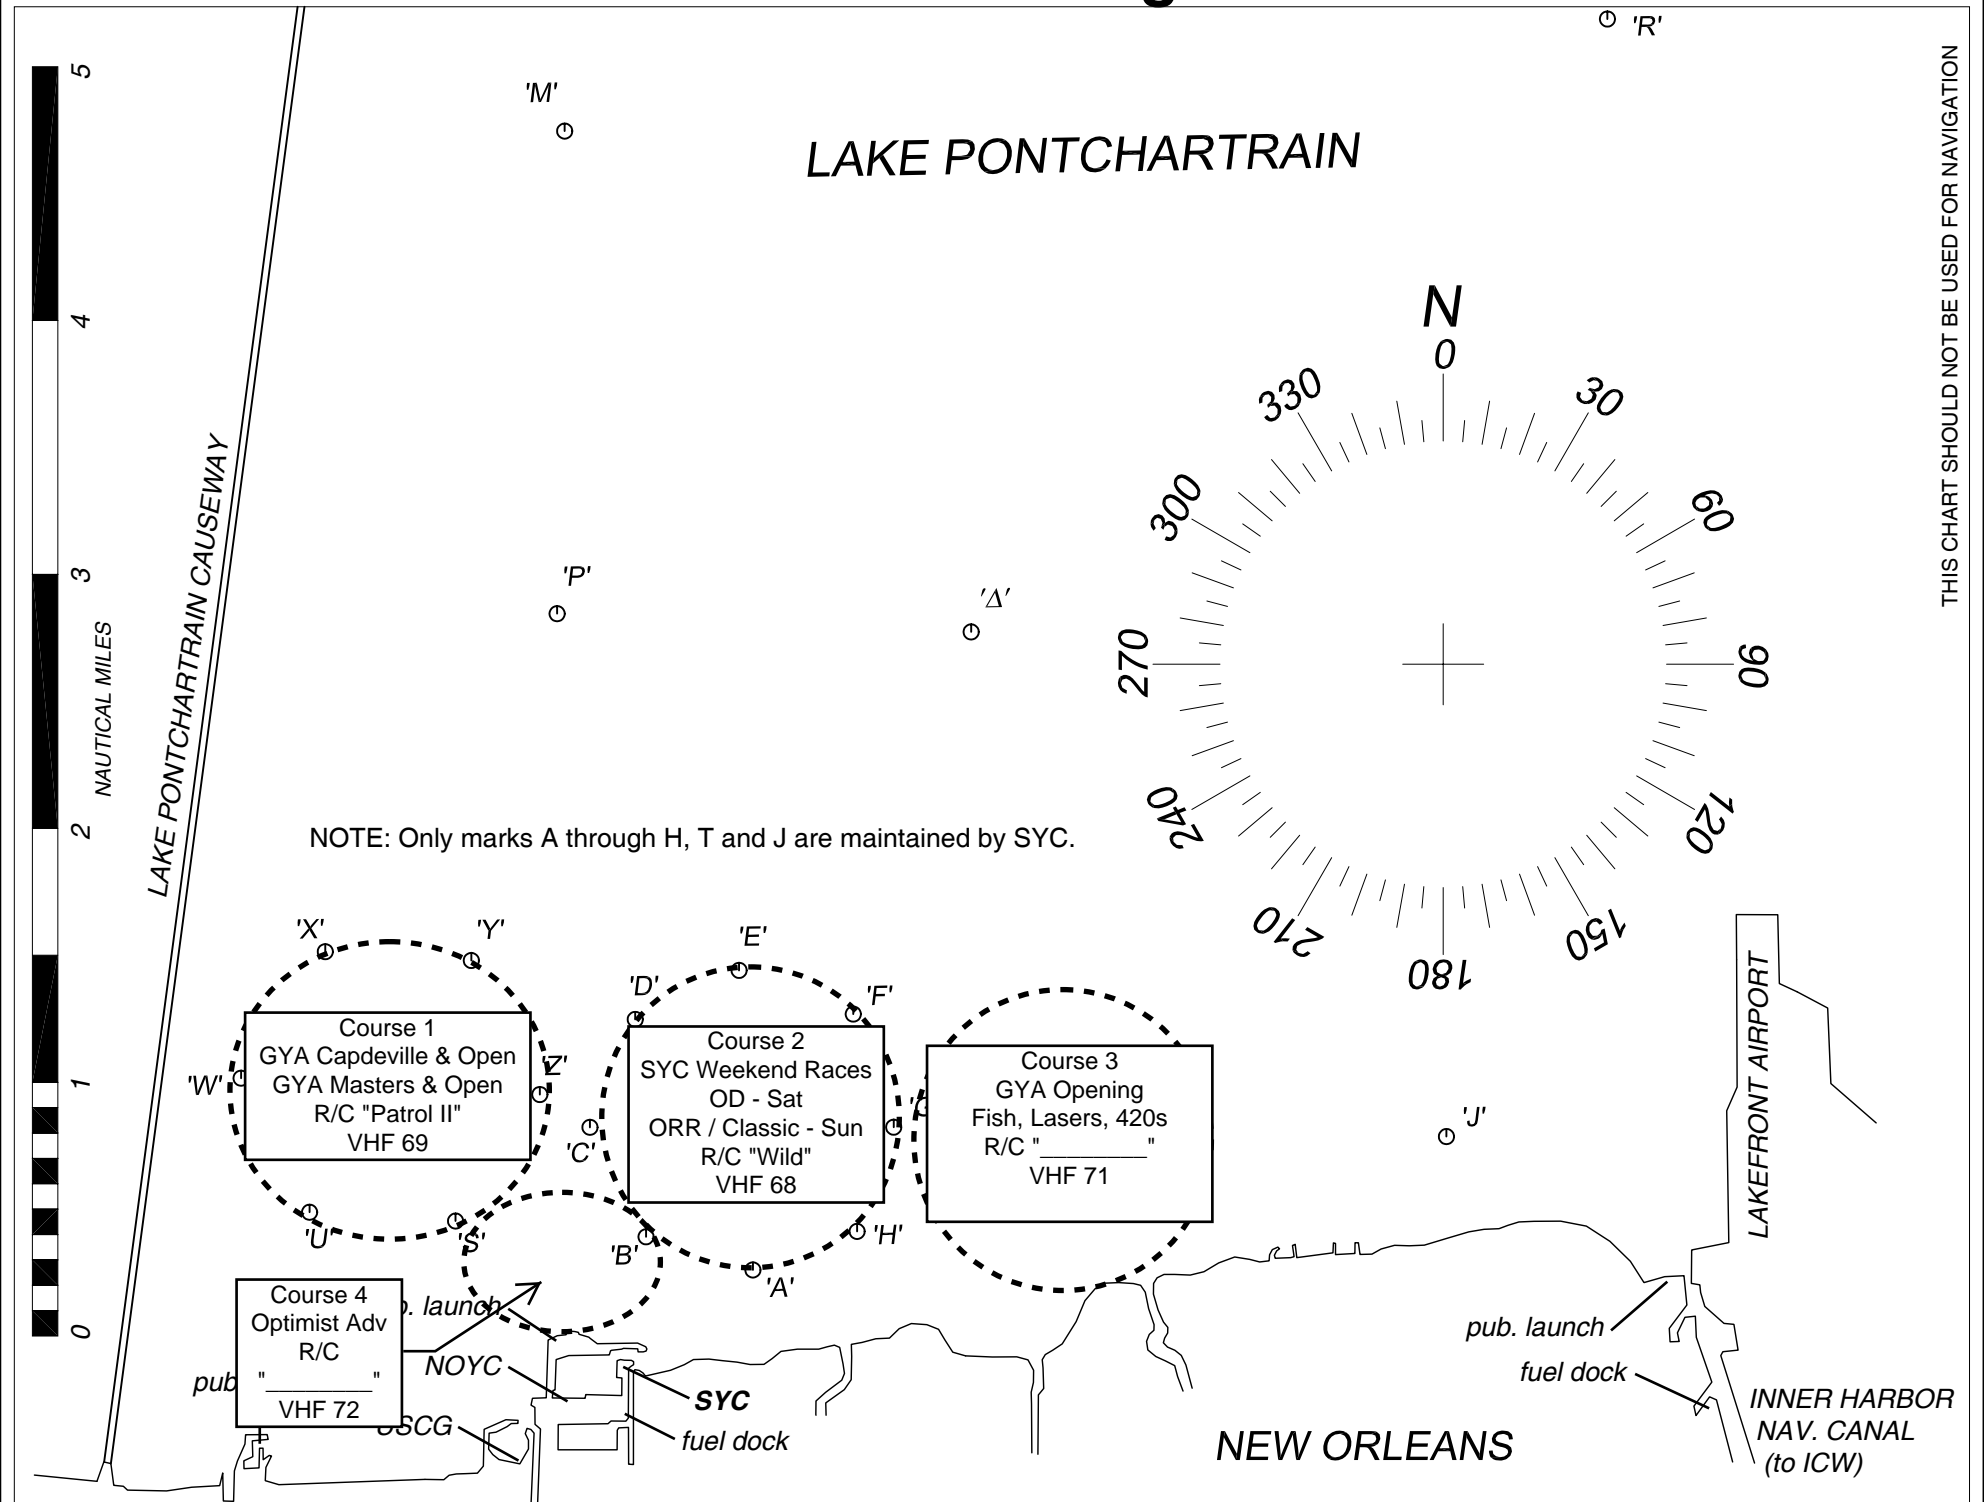 'R'
'M'
LAKE PONTCHARTRAIN
THIS CHART SHOULD NOT BE USED FOR NAVIGATION
5
4
3
2
1
0
NAUTICAL MILES
LAKE PONTCHARTRAIN CAUSEWAY
N
0
30
60
90
120
150
180
210
240
270
300
330
'P'
'Δ'
NOTE: Only marks A through H, T and J are maintained by SYC.
'X'
'Y'
'E'
'D'
'F'
'W'
'Z'
'C'
'J'
'U'
'S'
'B'
'H'
'A'
Course 1
GYA Capdeville & Open
GYA Masters & Open
R/C "Patrol II"
VHF 69
Course 2
SYC Weekend Races
OD - Sat
ORR / Classic - Sun
R/C "Wild"
VHF 68
Course 3
GYA Opening
Fish, Lasers, 420s
R/C "________"
VHF 71
LAKEFRONT AIRPORT
Course 4
Optimist Adv
R/C
"________"
VHF 72
launch
NOYC
SYC
fuel dock
pub. launch
fuel dock
NEW ORLEANS
INNER HARBOR
NAV. CANAL
(to ICW)